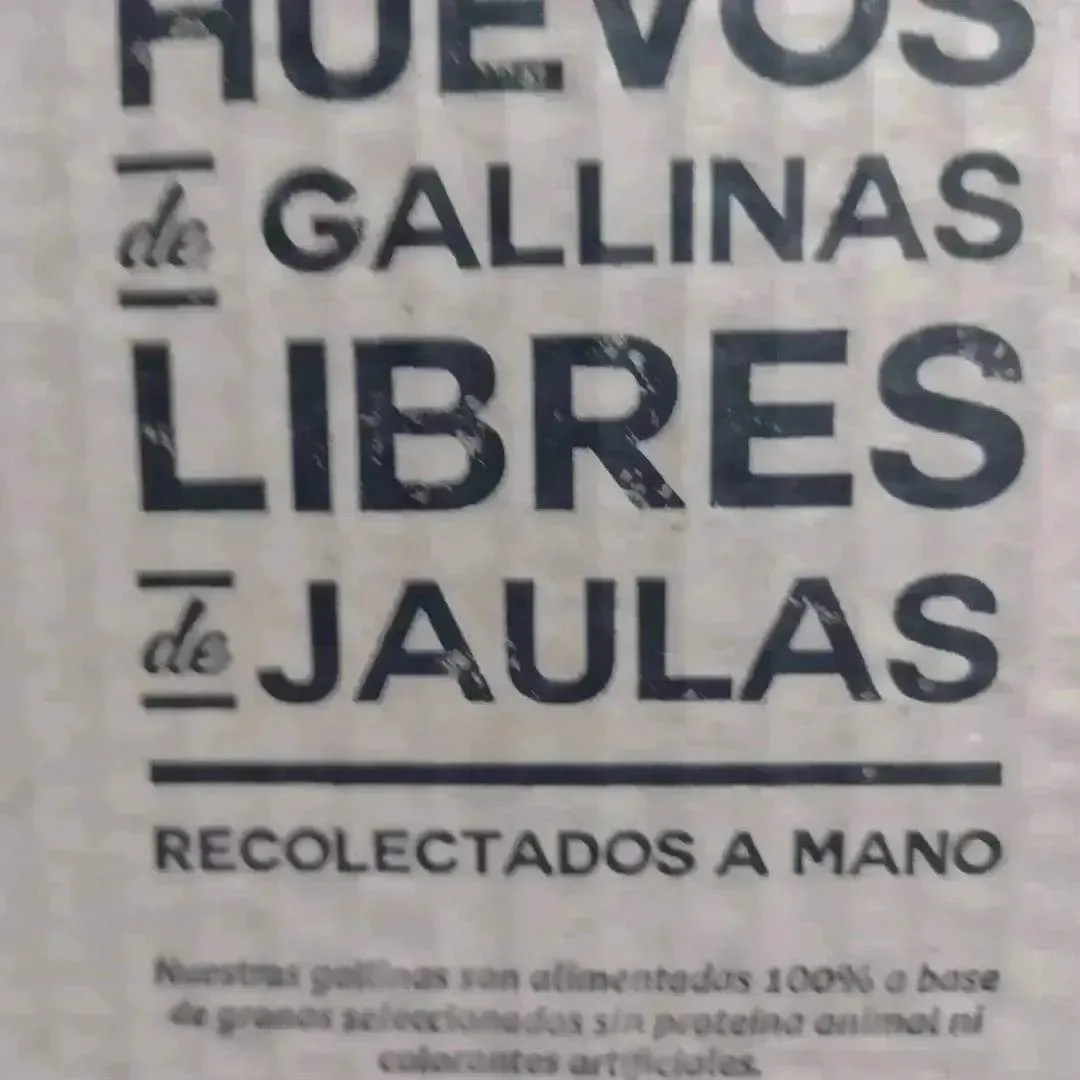 HUEVOS
de GALLINAS
LIBRES
de JAULAS
RECOLECTADOS A MANO
Nuestras gallinas son alimentadas 100% a base
de granos seleccionados sin proteína animal ni
colorantes artificiales.